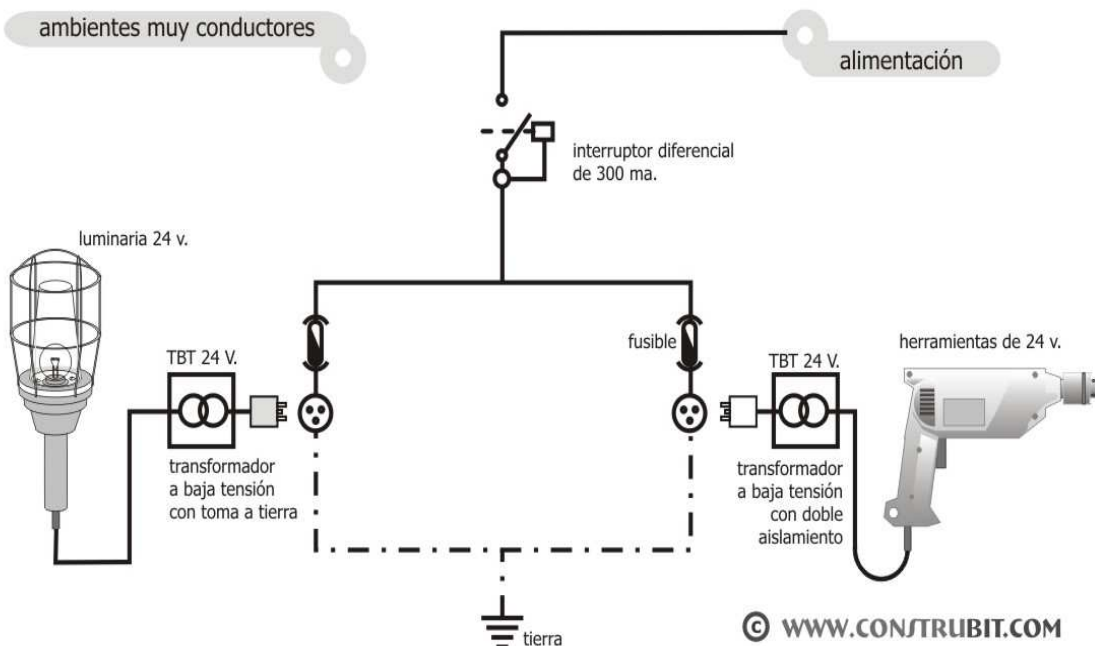 ambientes muy conductores
alimentación
interruptor diferencial
de 300 ma.
luminaria 24 v.
fusible
herramientas de 24 v.
TBT 24 V.
TBT 24 V.
transformador
a baja tensión
con toma a tierra
transformador
a baja tensión
con doble
aislamiento
tierra
© WWW.CONSTRUBIT.COM